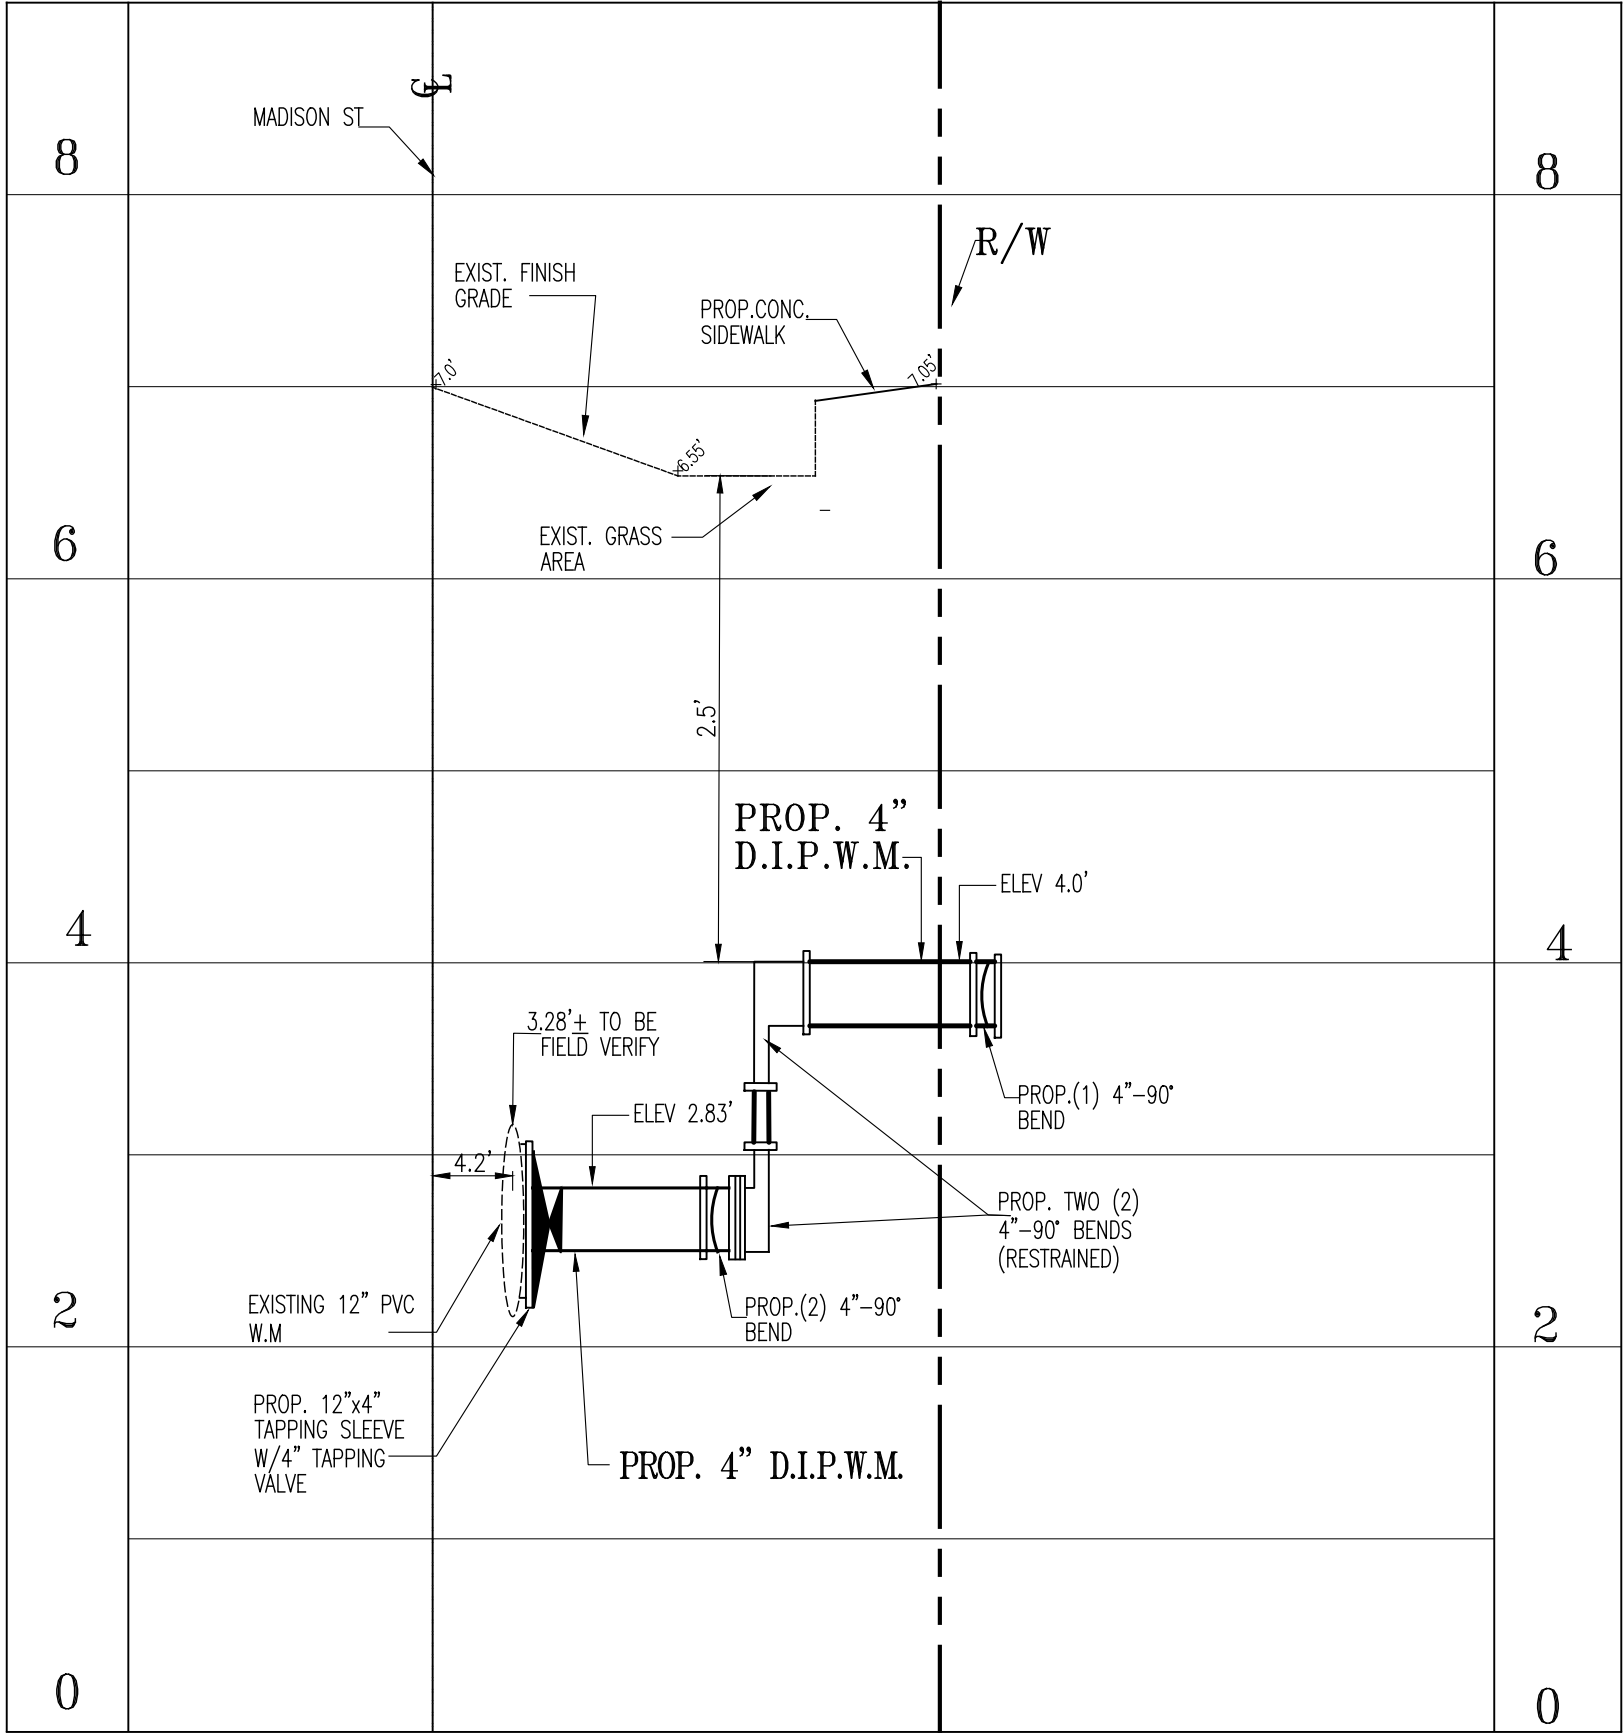 ℄
MADISON ST
8
8
R/W
EXIST. FINISH
GRADE
PROP.CONC.
SIDEWALK
7.0'
7.05'
6.55'
EXIST. GRASS
AREA
6
6
2.5'
PROP. 4"
D.I.P.W.M.
ELEV 4.0'
4
4
3.28'± TO BE
FIELD VERIFY
ELEV 2.83'
PROP.(1) 4"-90°
BEND
4.2'
PROP. TWO (2)
4"-90° BENDS
(RESTRAINED)
EXISTING 12" PVC
W.M
PROP.(2) 4"-90°
BEND
2
2
PROP. 12"x4"
TAPPING SLEEVE
W/4" TAPPING
VALVE
PROP. 4" D.I.P.W.M.
0
0